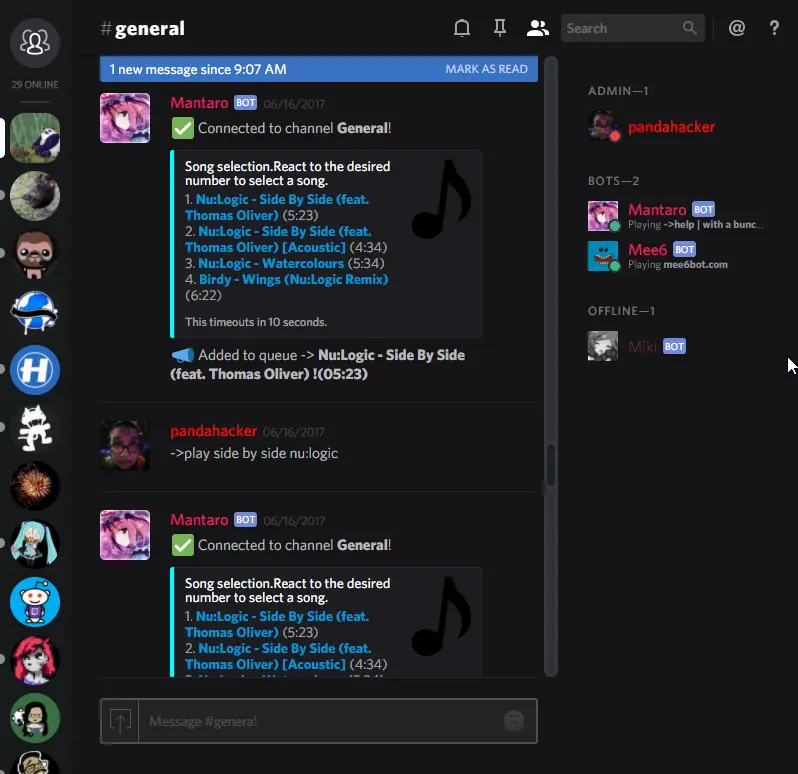 # general
Search
@
?
29 ONLINE
1 new message since 9:07 AM MARK AS READ
Mantaro BOT 06/16/2017
Connected to channel General!
Song selection.React to the desired
number to select a song.
1. Nu:Logic - Side By Side (feat.
Thomas Oliver) (5:23)
2. Nu:Logic - Side By Side (feat.
Thomas Oliver) [Acoustic] (4:34)
3. Nu:Logic - Watercolours (5:34)
4. Birdy - Wings (Nu:Logic Remix)
(6:22)
This timeouts in 10 seconds.
Added to queue -> Nu:Logic - Side By Side
(feat. Thomas Oliver) !(05:23)
pandahacker 06/16/2017
->play side by side nu:logic
Mantaro BOT 06/16/2017
Connected to channel General!
Song selection.React to the desired
number to select a song.
1. Nu:Logic - Side By Side (feat.
Thomas Oliver) (5:23)
2. Nu:Logic - Side By Side (feat.
Thomas Oliver) [Acoustic] (4:34)
Message #general
ADMIN—1
pandahacker
BOTS—2
Mantaro BOT
Playing ->help | with a bunc...
Mee6 BOT
Playing mee6bot.com
OFFLINE—1
Miki BOT
H